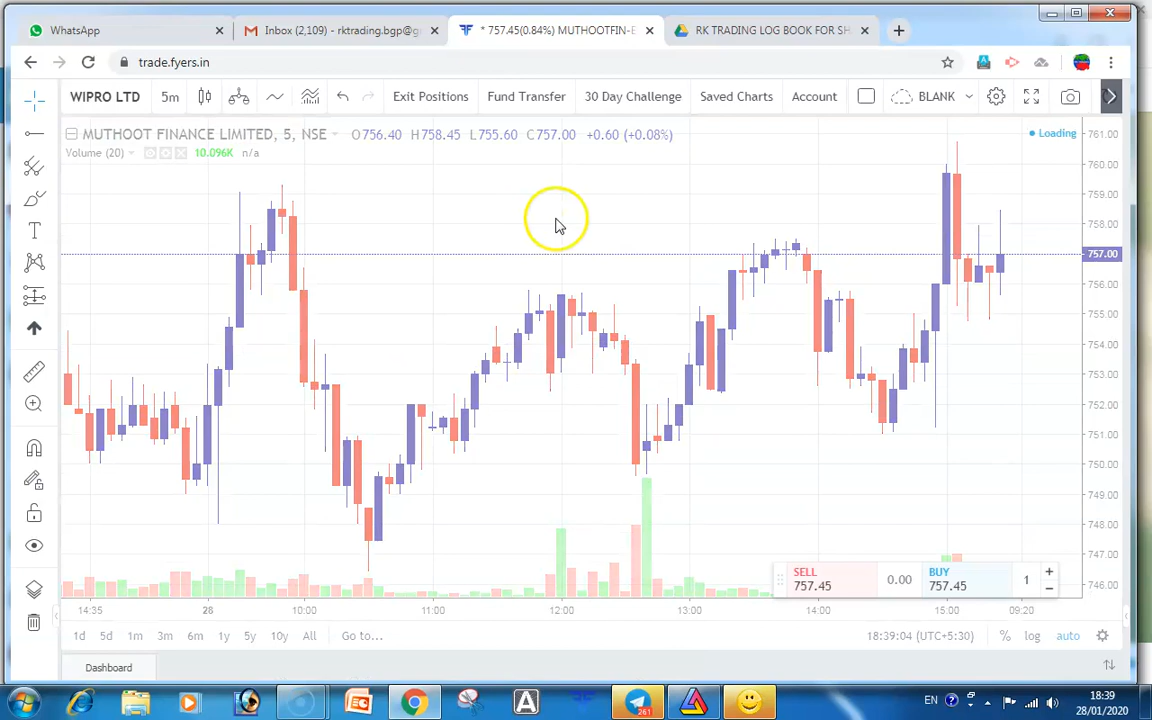 WhatsApp
Inbox (2,109) - rktrading.bgp@g
* 757.45(0.84%) MUTHOOTFIN-E
RK TRADING LOG BOOK FOR SH
trade.fyers.in
WIPRO LTD
5m
Exit Positions
Fund Transfer
30 Day Challenge
Saved Charts
Account
BLANK
MUTHOOT FINANCE LIMITED, 5, NSE
O756.40 H758.45 L755.60 C757.00 +0.60 (+0.08%)
Loading
Volume (20)
10.096K n/a
761.00
760.00
759.00
758.00
757.00
756.00
755.00
754.00
753.00
752.00
751.00
750.00
749.00
748.00
747.00
746.00
SELL
757.45
0.00
BUY
757.45
1
14:35
28
10:00
11:00
12:00
13:00
14:00
15:00
09:20
1d 5d 1m 3m 6m 1y 5y 10y All Go to...
18:39:04 (UTC+5:30)
% log auto
Dashboard
A
261
EN
18:39
28/01/2020